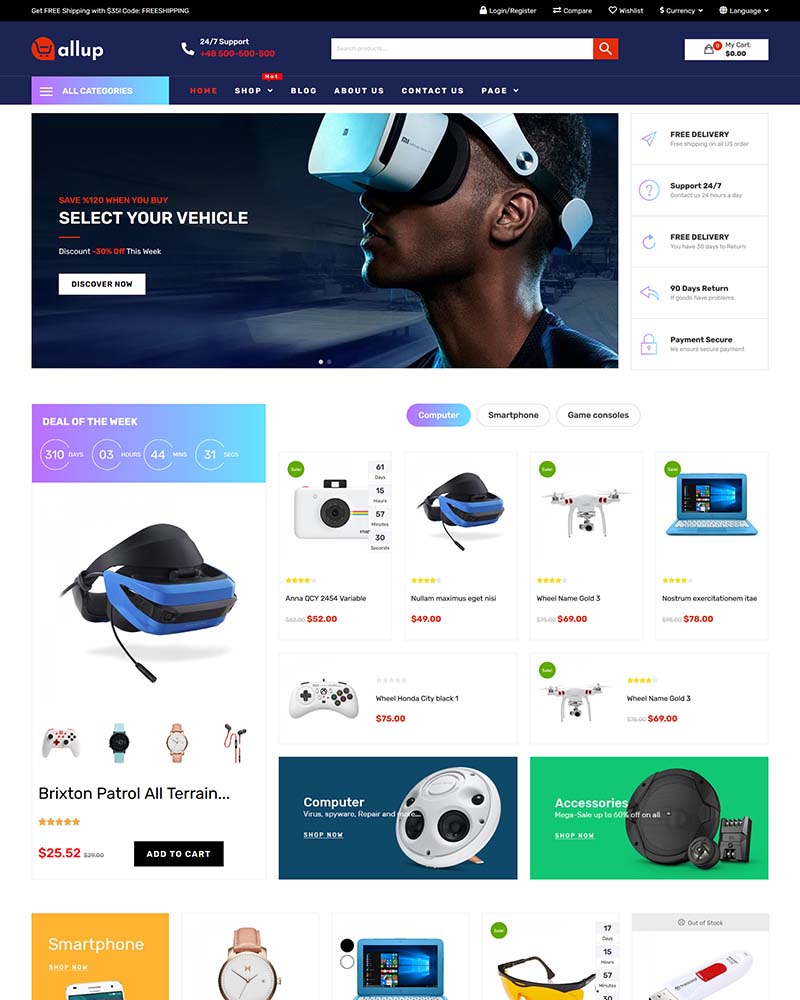 Get FREE Shipping with $35! Code: FREESHIPPING
Login/Register
Compare
Wishlist
$ Currency
Language
allup
24/7 Support
+48 500-500-500
Search products...
0
My Cart:
$0.00
ALL CATEGORIES
HOME
SHOP
Hot
BLOG
ABOUT US
CONTACT US
PAGE
SAVE %120 WHEN YOU BUY
SELECT YOUR VEHICLE
Discount -30% Off This Week
DISCOVER NOW
mi
FREE DELIVERY
Free shipping on all US order
Support 24/7
Contact us 24 hours a day
FREE DELIVERY
You have 30 days to Return
90 Days Return
If goods have problems
Payment Secure
We ensure secure payment
DEAL OF THE WEEK
310 DAYS 03 HOURS 44 MINS 31 SECS
Brixton Patrol All Terrain...
$25.52 $29.00
ADD TO CART
Computer
Smartphone
Game consoles
Sale!
61
Days
15
Hours
57
Minutes
30
Seconds
Anna QCY 2454 Variable
$62.00 $52.00
Nullam maximus eget nisi
$49.00
Sale!
Wheel Name Gold 3
$78.00 $69.00
Sale!
Nostrum exercitationem itae
$95.00 $78.00
Wheel Honda City black 1
$75.00
Sale!
Wheel Name Gold 3
$78.00 $69.00
Computer
Virus, spyware, Repair and more...
SHOP NOW
Accessories
Mega-Sale up to 60% off on all
SHOP NOW
Smartphone
SHOP NOW
Sale!
17
Days
15
Hours
57
Minutes
30
Out of Stock
Transcend